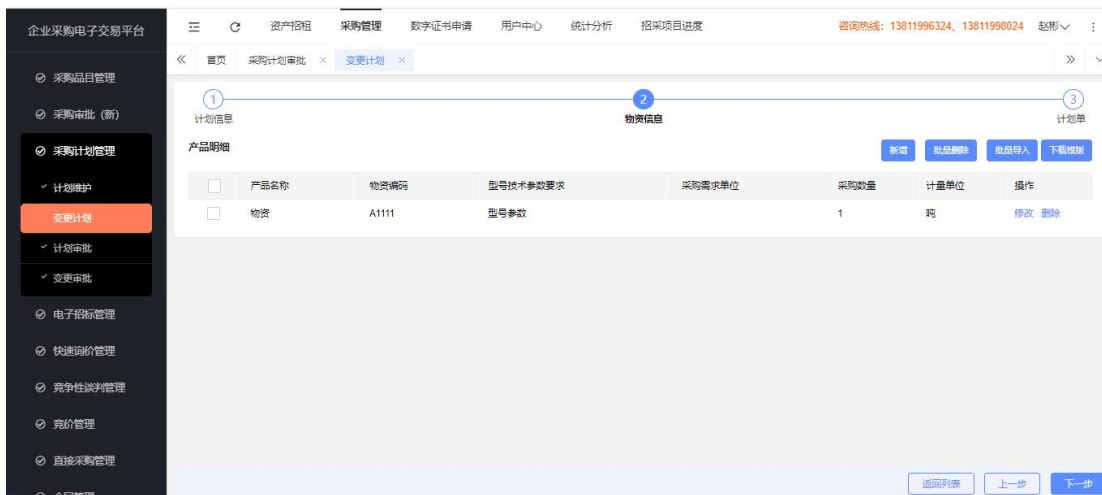 企业采购电子交易平台
资产招租 采购管理 数字证书申请 用户中心 统计分析 招采项目进度 咨询热线：13811996324、13811998024 赵彬
首页 采购计划审批 × 变更计划 ×
采购品目管理
采购审批（新）
采购计划管理
计划维护
变更计划
计划审批
变更审批
电子招标管理
快速询价管理
竞争性谈判管理
竞价管理
直接采购管理
合同管理
1 2 3
计划信息 物资信息 计划单
产品明细 新增 批量删除 批量导入 下载模版
产品名称 物资编码 型号技术参数要求 采购需求单位 采购数量 计量单位 操作
物资 A1111 型号参数 1 吨 修改 删除
返回列表 上一步 下一步